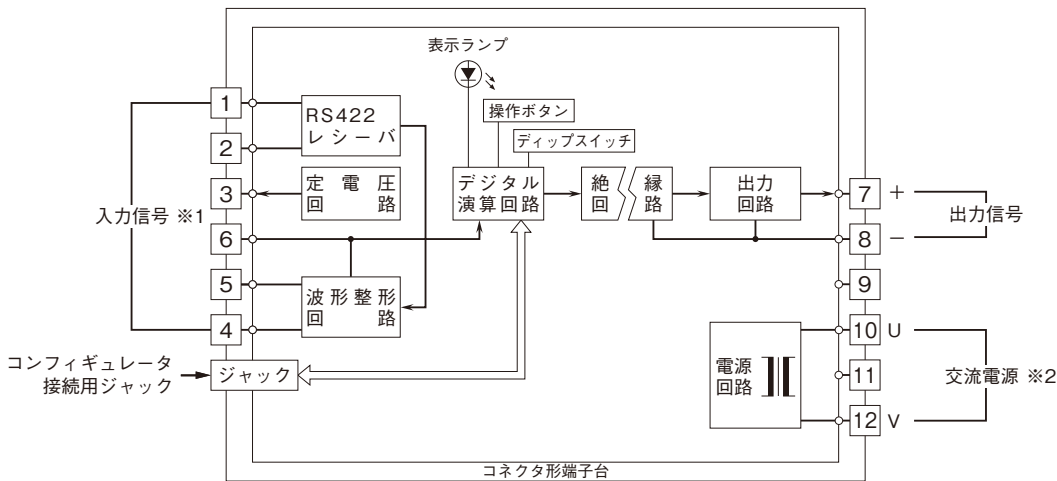 表示ランプ
操作ボタン
ディップスイッチ
1
2
3
6
5
4
入力信号 ※1
RS422
レシーバ
定電圧
回路
波形整形
回路
デジタル
演算回路
絶縁
回路
出力
回路
7 +
8 −
9
10 U
11
12 V
出力信号
交流電源 ※2
電源
回路
コンフィギュレータ
接続用ジャック
ジャック
コネクタ形端子台